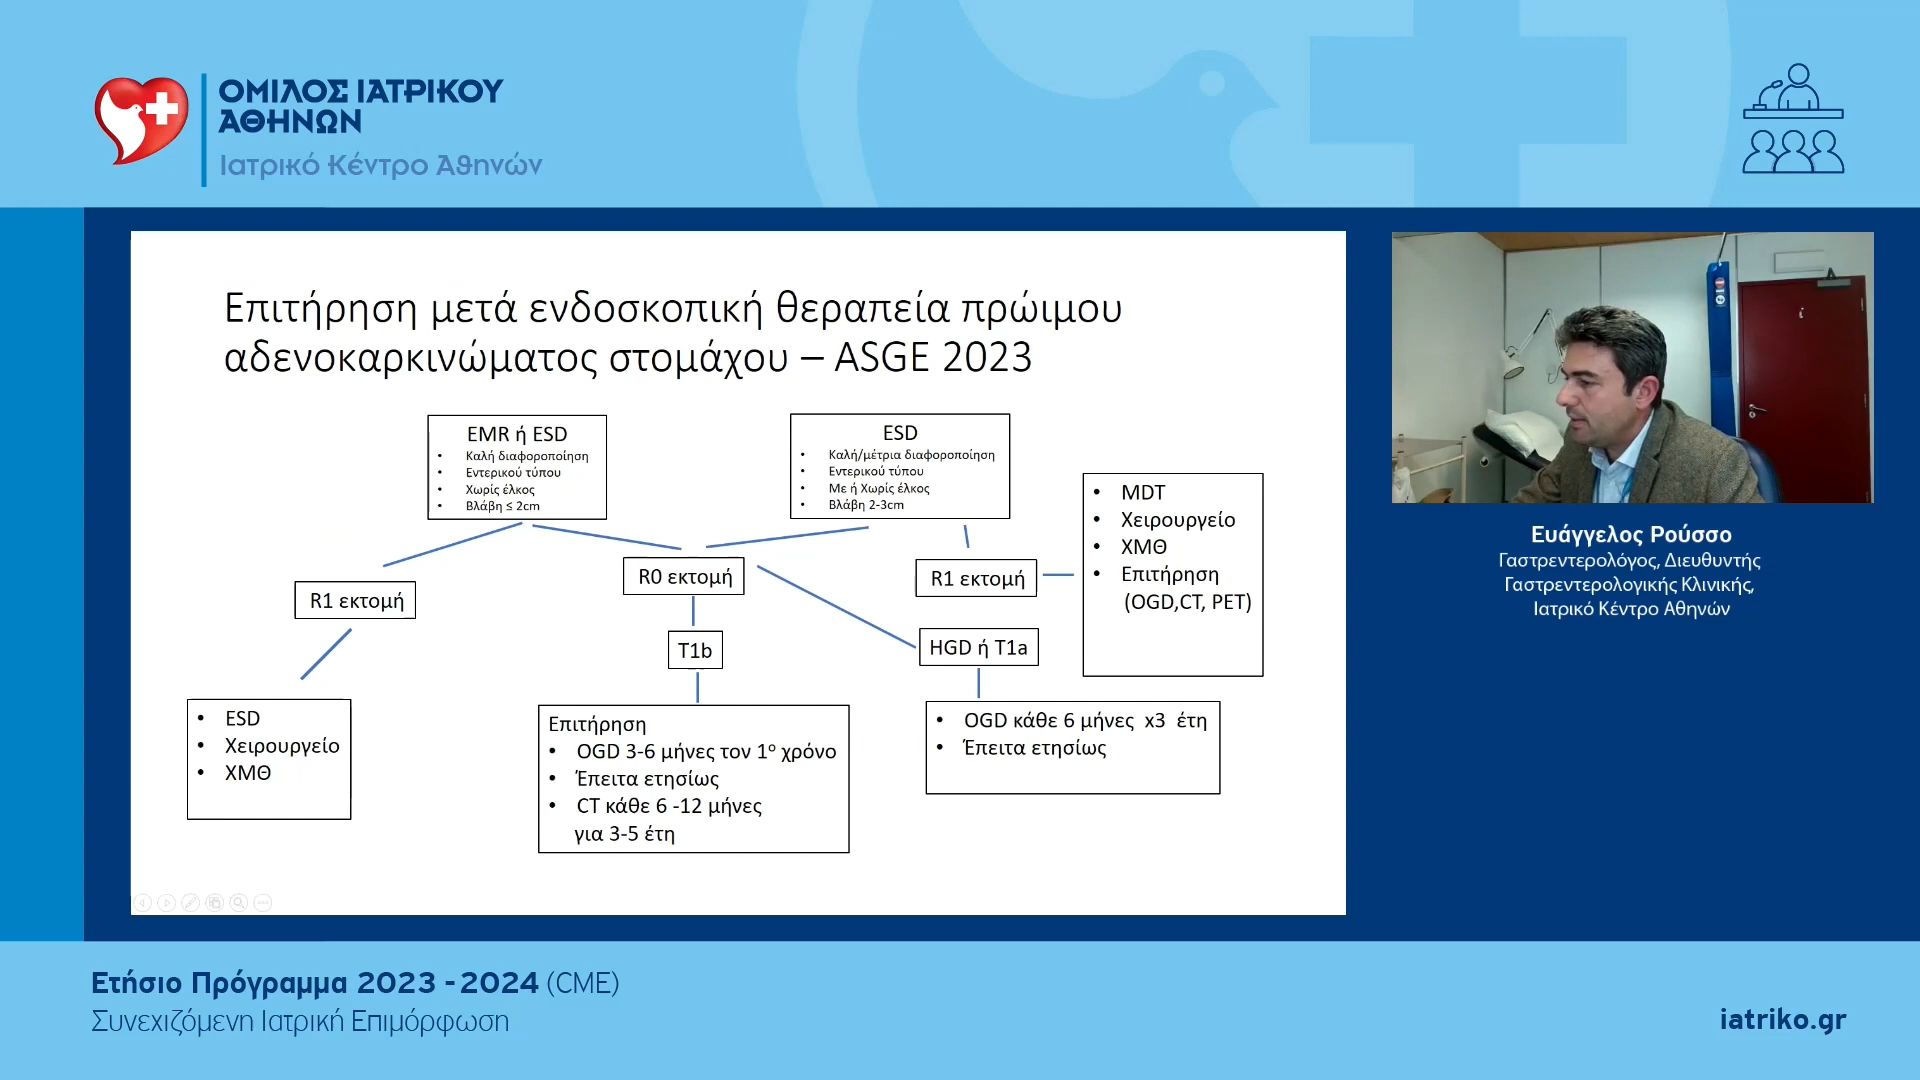 ΟΜΙΛΟΣ ΙΑΤΡΙΚΟΥ
ΑΘΗΝΩΝ
Ιατρικό Κέντρο Αθηνών
Επιτήρηση μετά ενδοσκοπική θεραπεία πρώιμου
αδενοκαρκινώματος στομάχου – ASGE 2023
EMR ή ESD
• Καλή διαφοροποίηση
• Εντερικού τύπου
• Χωρίς έλκος
• Βλάβη ≤ 2cm
ESD
• Καλή/μέτρια διαφοροποίηση
• Εντερικού τύπου
• Με ή Χωρίς έλκος
• Βλάβη 2-3cm
• MDT
• Χειρουργείο
• ΧΜΘ
• Επιτήρηση
(OGD,CT, PET)
R1 εκτομή
R0 εκτομή
R1 εκτομή
T1b
HGD ή T1a
• ESD
• Χειρουργείο
• ΧΜΘ
Επιτήρηση
• OGD 3-6 μήνες τον 1ο χρόνο
• Έπειτα ετησίως
• CT κάθε 6 -12 μήνες
για 3-5 έτη
• OGD κάθε 6 μήνες x3 έτη
• Έπειτα ετησίως
Ευάγγελος Ρούσσο
Γαστρεντερολόγος, Διευθυντής
Γαστρεντερολογικής Κλινικής,
Ιατρικό Κέντρο Αθηνών
Ετήσιο Πρόγραμμα 2023 - 2024 (CME)
Συνεχιζόμενη Ιατρική Επιμόρφωση
iatriko.gr